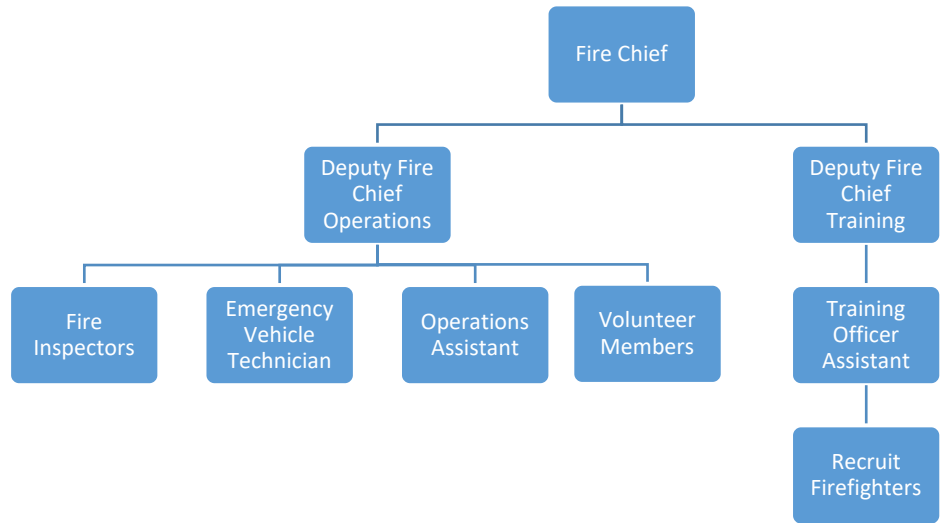 Fire Chief
Deputy Fire
Chief
Operations
Deputy Fire
Chief
Training
Fire
Inspectors
Emergency
Vehicle
Technician
Operations
Assistant
Volunteer
Members
Training
Officer
Assistant
Recruit
Firefighters